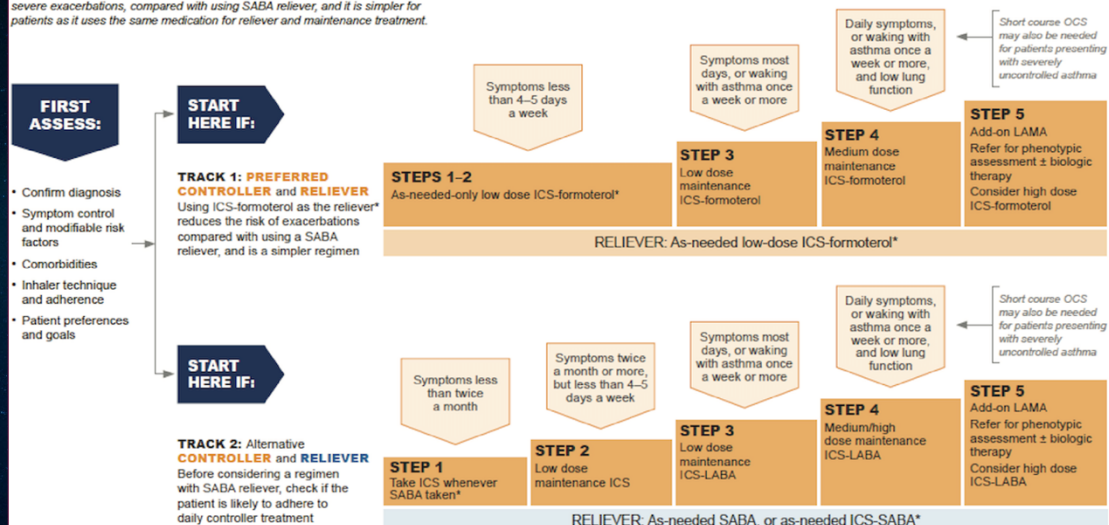 severe exacerbations, compared with using SABA reliever, and it is simpler for
patients as it uses the same medication for reliever and maintenance treatment.
FIRST
ASSESS:
• Confirm diagnosis
• Symptom control
and modifiable risk
factors
• Comorbidities
• Inhaler technique
and adherence
• Patient preferences
and goals
START
HERE IF:
TRACK 1: PREFERRED
CONTROLLER and RELIEVER
Using ICS-formoterol as the reliever*
reduces the risk of exacerbations
compared with using a SABA
reliever, and is a simpler regimen
Symptoms less
than 4–5 days
a week
Symptoms most
days, or waking
with asthma once
a week or more
Daily symptoms,
or waking with
asthma once a
week or more,
and low lung
function
Short course OCS
may also be needed
for patients presenting
with severely
uncontrolled asthma
STEPS 1–2
As-needed-only low dose ICS-formoterol*
STEP 3
Low dose
maintenance
ICS-formoterol
STEP 4
Medium dose
maintenance
ICS-formoterol
STEP 5
Add-on LAMA
Refer for phenotypic
assessment ± biologic
therapy
Consider high dose
ICS-formoterol
RELIEVER: As-needed low-dose ICS-formoterol*
START
HERE IF:
TRACK 2: Alternative
CONTROLLER and RELIEVER
Before considering a regimen
with SABA reliever, check if the
patient is likely to adhere to
daily controller treatment
Symptoms less
than twice
a month
Symptoms twice
a month or more,
but less than 4–5
days a week
Symptoms most
days, or waking
with asthma once
a week or more
Daily symptoms,
or waking with
asthma once a
week or more,
and low lung
function
Short course OCS
may also be needed
for patients presenting
with severely
uncontrolled asthma
STEP 1
Take ICS whenever
SABA taken*
STEP 2
Low dose
maintenance ICS
STEP 3
Low dose
maintenance
ICS-LABA
STEP 4
Medium/high
dose maintenance
ICS-LABA
STEP 5
Add-on LAMA
Refer for phenotypic
assessment ± biologic
therapy
Consider high dose
ICS-LABA
RELIEVER: As-needed SABA, or as-needed ICS-SABA*